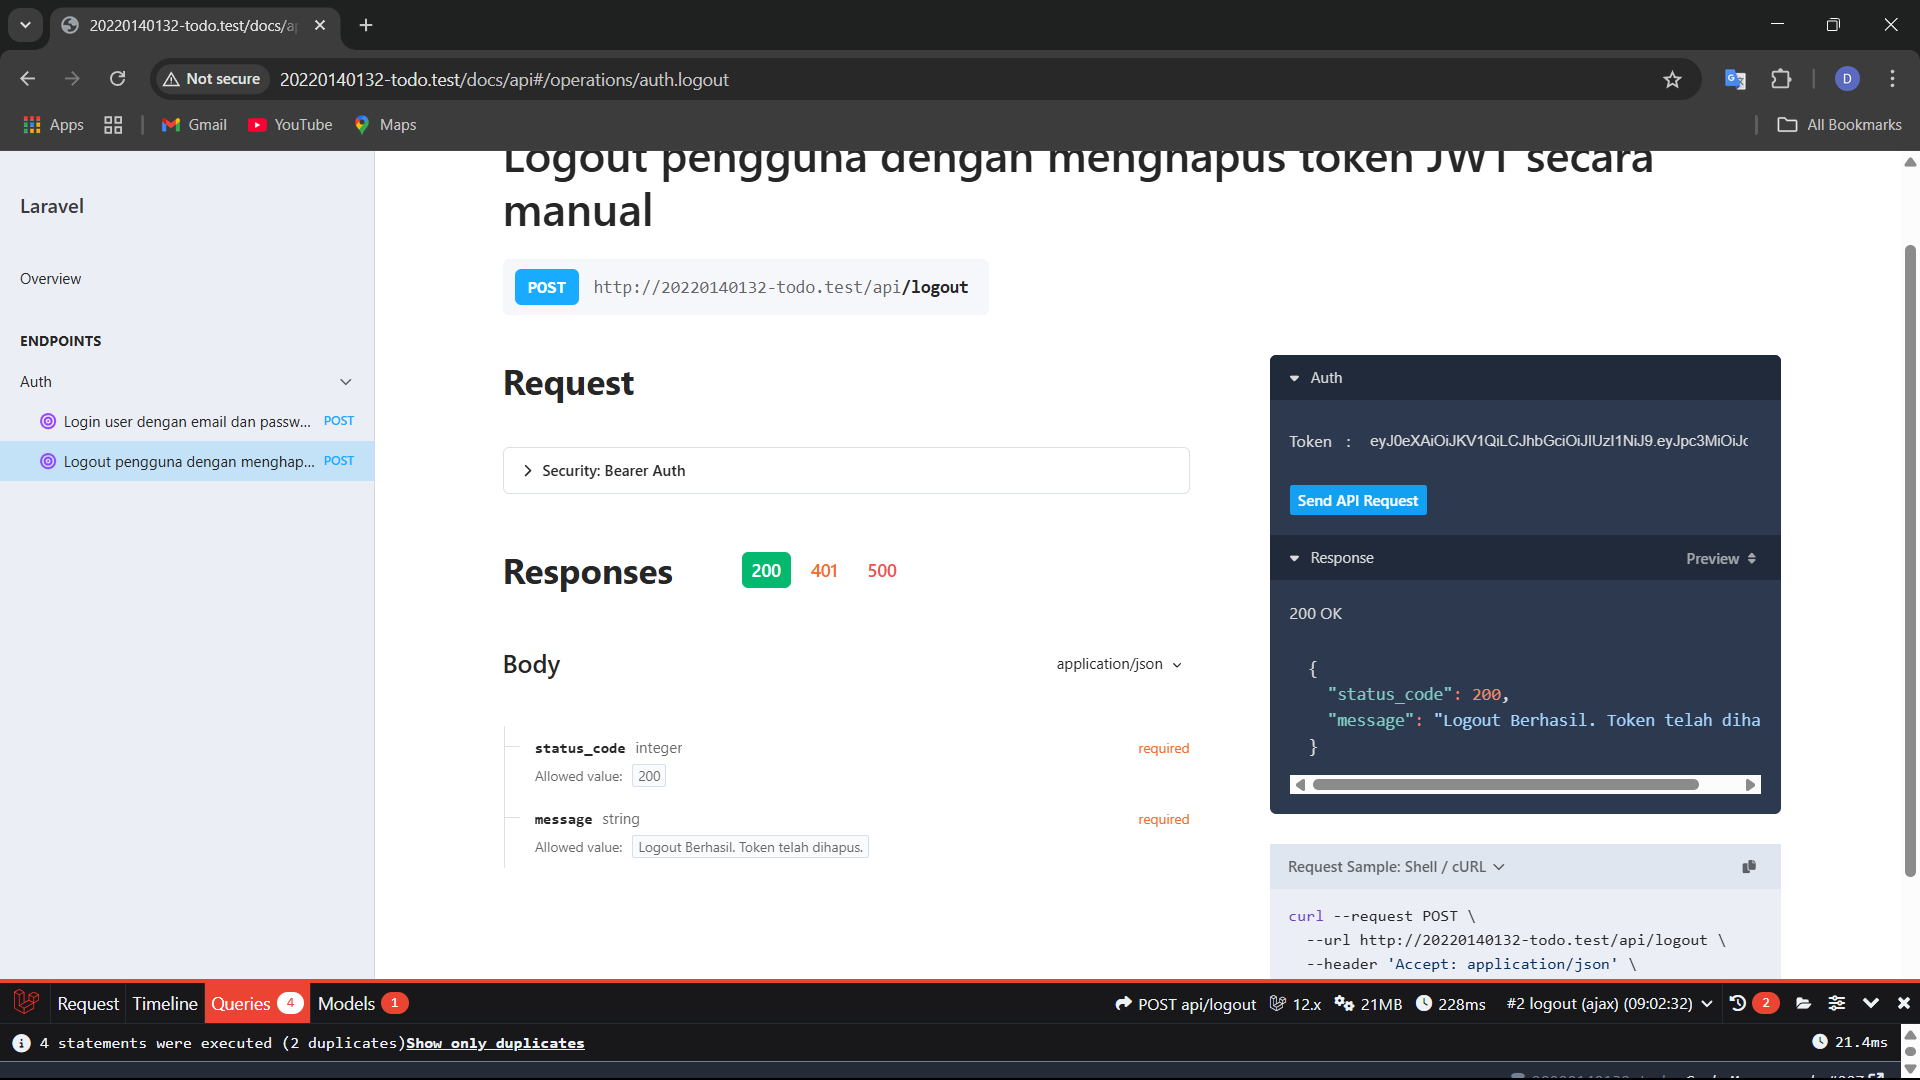 20220140132-todo.test/docs/ap
Not secure
20220140132-todo.test/docs/api#/operations/auth.logout
D
Apps
Gmail
YouTube
Maps
All Bookmarks
Laravel
Overview
ENDPOINTS
Auth
Login user dengan email dan passw... POST
Logout pengguna dengan menghap... POST
Logout pengguna dengan menghapus token JWT secara
manual
POST http://20220140132-todo.test/api/logout
Request
Security: Bearer Auth
Responses 200 401 500
Body application/json
status_code integer required
Allowed value: 200
message string required
Allowed value: Logout Berhasil. Token telah dihapus.
Auth
Token : eyJ0eXAiOiJKV1QiLCJhbGciOiJIUzI1NiJ9.eyJpc3MiOiJo
Send API Request
Response Preview
200 OK
{
"status_code": 200,
"message": "Logout Berhasil. Token telah diha
}
Request Sample: Shell / cURL
curl --request POST \
--url http://20220140132-todo.test/api/logout \
--header 'Accept: application/json' \
Request Timeline Queries 4 Models 1 POST api/logout 12.x 21MB 228ms #2 logout (ajax) (09:02:32) 2
4 statements were executed (2 duplicates)Show only duplicates 21.4ms